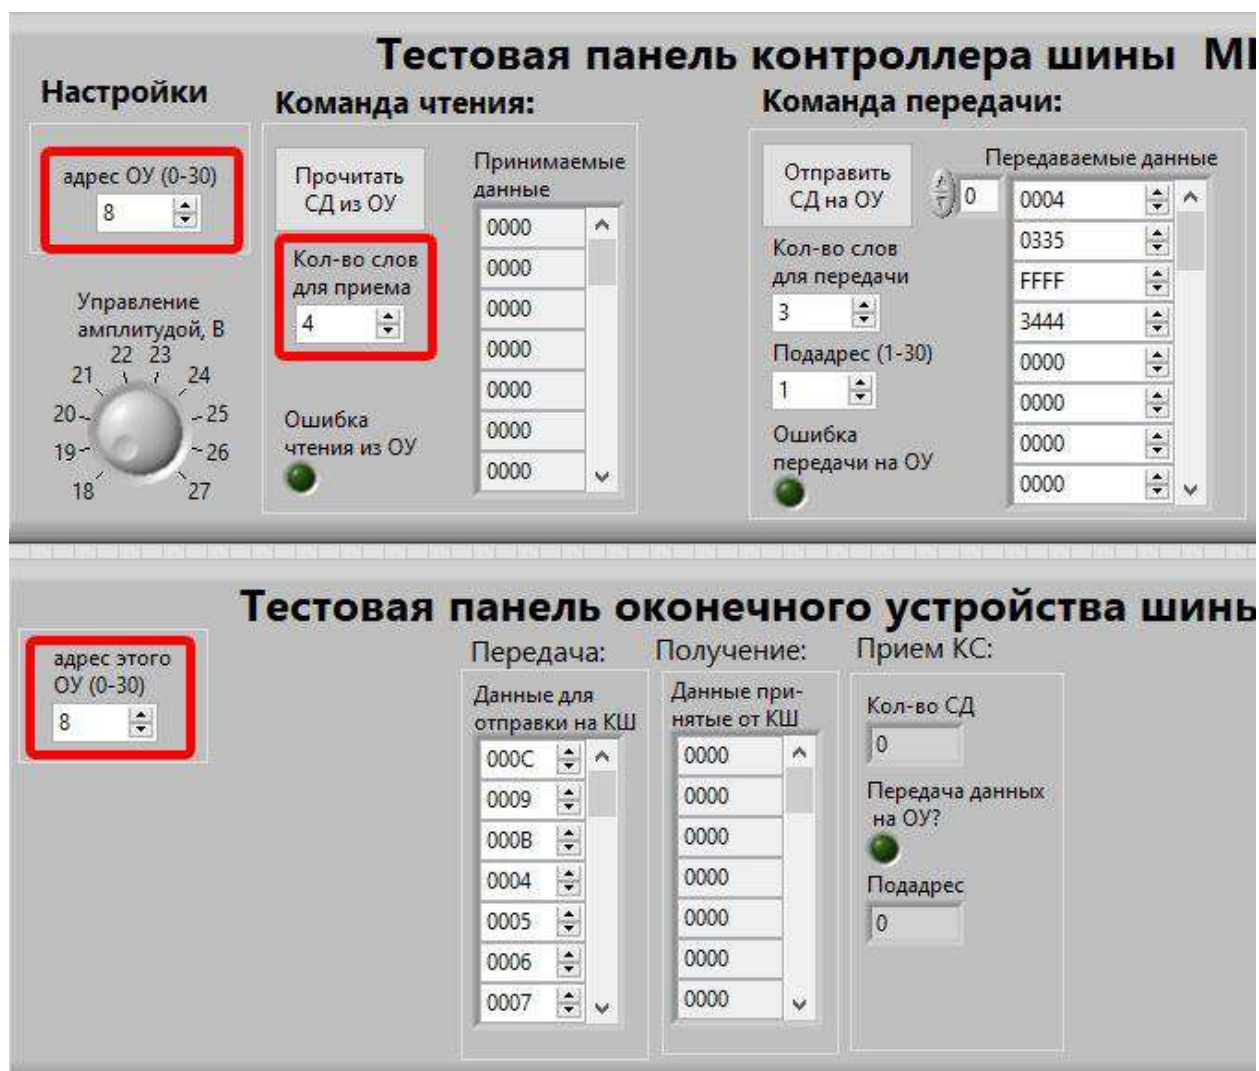 Тестовая панель контроллера шины
Настройки
Команда чтения:
Команда передачи:
адрес ОУ (0-30)
8
Управление
амплитудой, В
22 23
21 24
20 25
19 26
18 27
Прочитать
СД из ОУ
Кол-во слов
для приема
4
Ошибка
чтения из ОУ
Принимаемые
данные
0000
0000
0000
0000
0000
0000
0000
Отправить
СД на ОУ
Кол-во слов
для передачи
3
Подадрес (1-30)
1
Ошибка
передачи на ОУ
0
Передаваемые данные
0004
0335
FFFF
3444
0000
0000
0000
0000
Тестовая панель оконечного устройства шины
адрес этого
ОУ (0-30)
8
Передача:
Данные для
отправки на КШ
000C
0009
000B
0004
0005
0006
0007
Получение:
Данные при-
нятые от КШ
0000
0000
0000
0000
0000
0000
0000
Прием КС:
Кол-во СД
0
Передача данных
на ОУ?
Подадрес
0